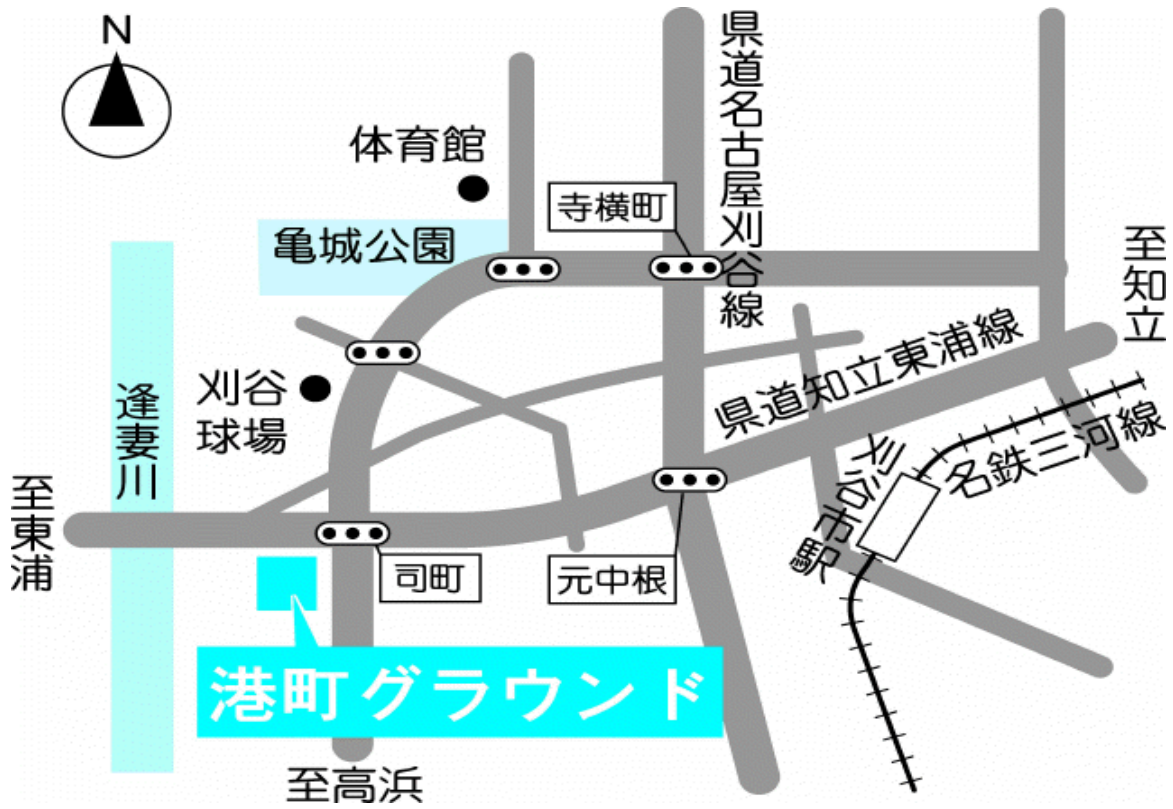 N
体育館
県道名古屋刈谷線
寺横町
亀城公園
至知立
県道知立東浦線
刈谷
球場
逢妻川
名鉄三河線
刈谷市駅
至東浦
司町
元中根
港町グラウンド
至高浜